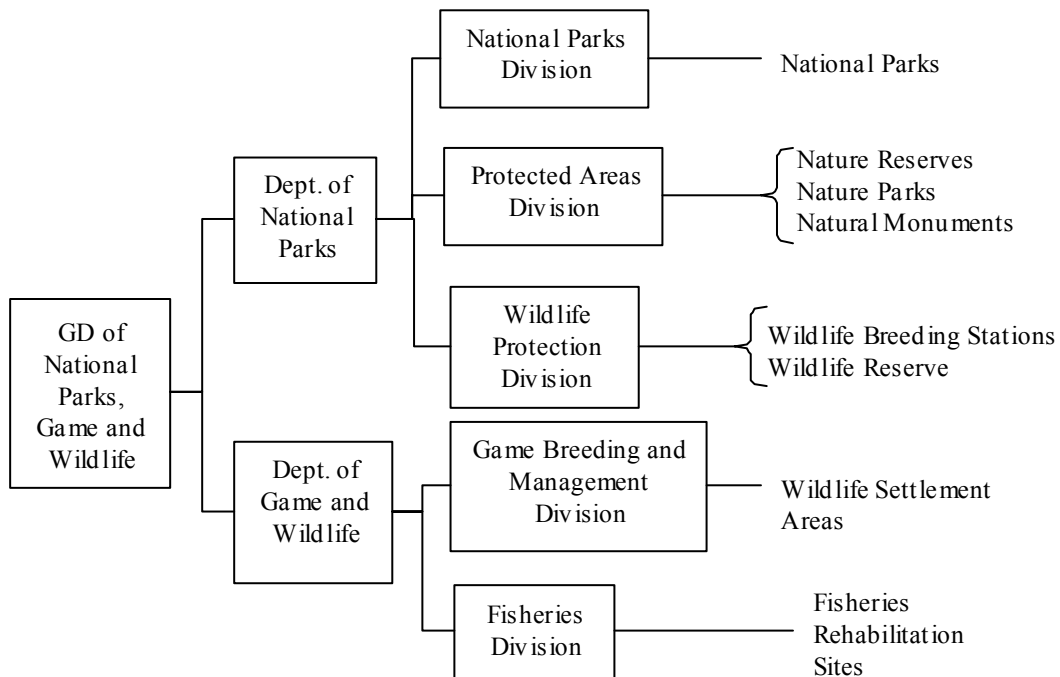 National Parks
Division
National Parks
Dept. of
National
Parks
Protected Areas
Division
Nature Reserves
Nature Parks
Natural Monuments
Wildlife
Protection
Division
Wildlife Breeding Stations
Wildlife Reserve
GD of
National
Parks,
Game and
Wildlife
Dept. of
Game and
Wildlife
Game Breeding and
Management
Division
Wildlife Settlement
Areas
Fisheries
Division
Fisheries
Rehabilitation
Sites